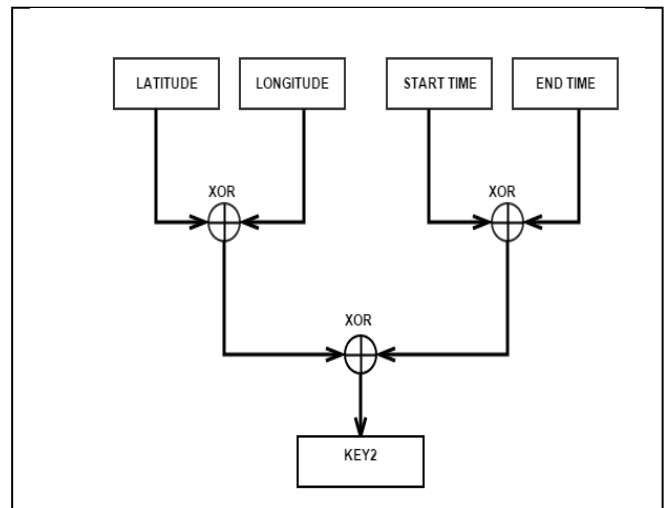 LATITUDE
LONGITUDE
START TIME
END TIME
XOR
XOR
XOR
KEY2